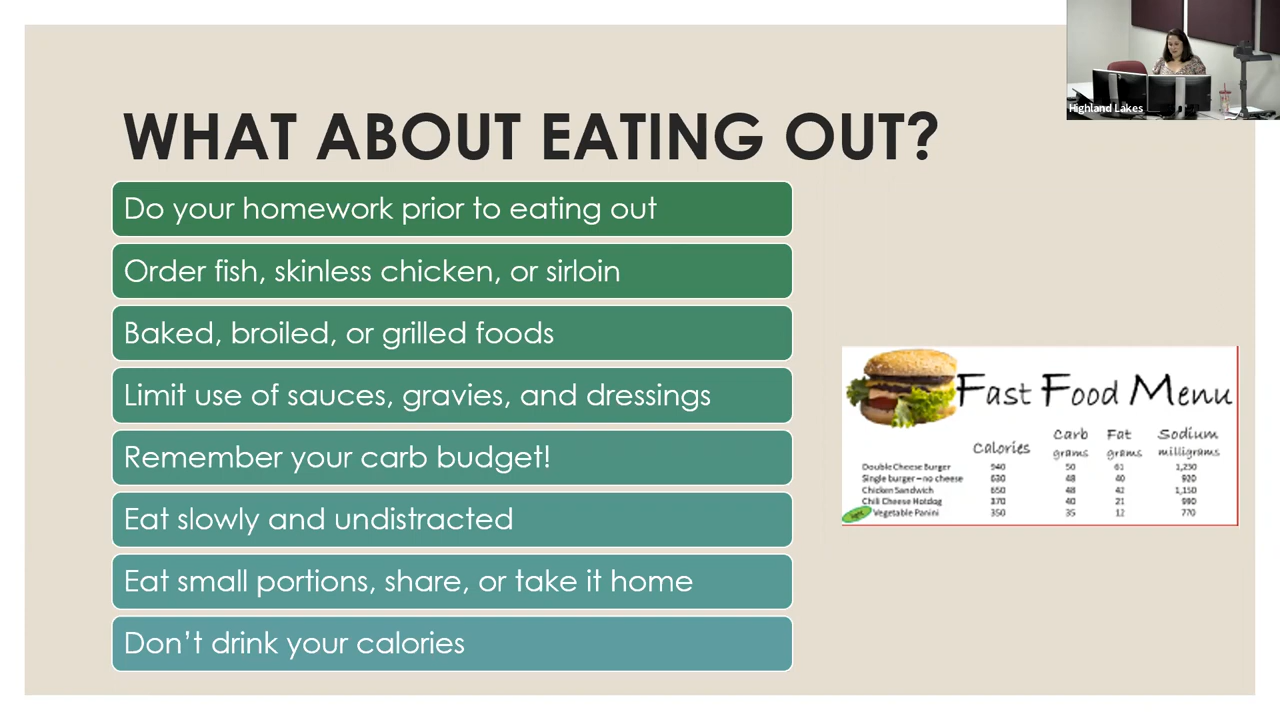 Highland Lakes
WHAT ABOUT EATING OUT?
Do your homework prior to eating out
Order fish, skinless chicken, or sirloin
Baked, broiled, or grilled foods
Limit use of sauces, gravies, and dressings
Remember your carb budget!
Eat slowly and undistracted
Eat small portions, share, or take it home
Don’t drink your calories
Fast Food Menu
Calories Carb grams Fat grams Sodium milligrams
Double Cheese Burger 940 50 61 1,250
Single burger – no cheese 630 48 40 920
Chicken Sandwich 650 48 42 1,150
Chili Cheese Hotdog 370 40 21 990
Vegetable Panini 350 35 12 770